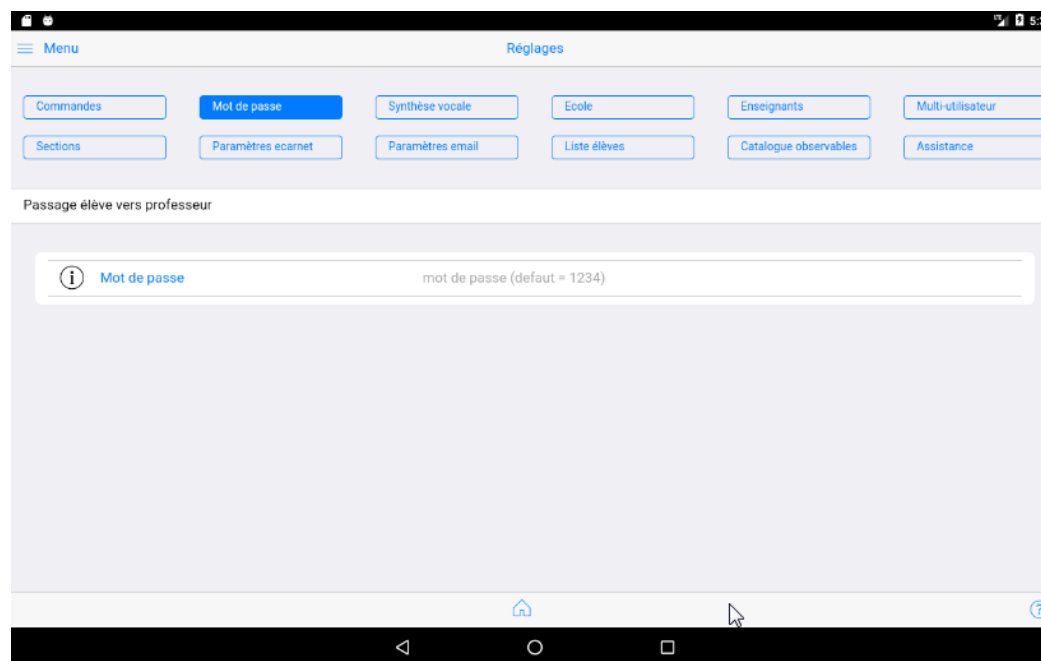 5:
Menu
Réglages
Commandes Mot de passe Synthèse vocale Ecole Enseignants Multi-utilisateur
Sections Paramètres ecarnet Paramètres email Liste élèves Catalogue observables Assistance
Passage élève vers professeur
i Mot de passe mot de passe (defaut = 1234)
?